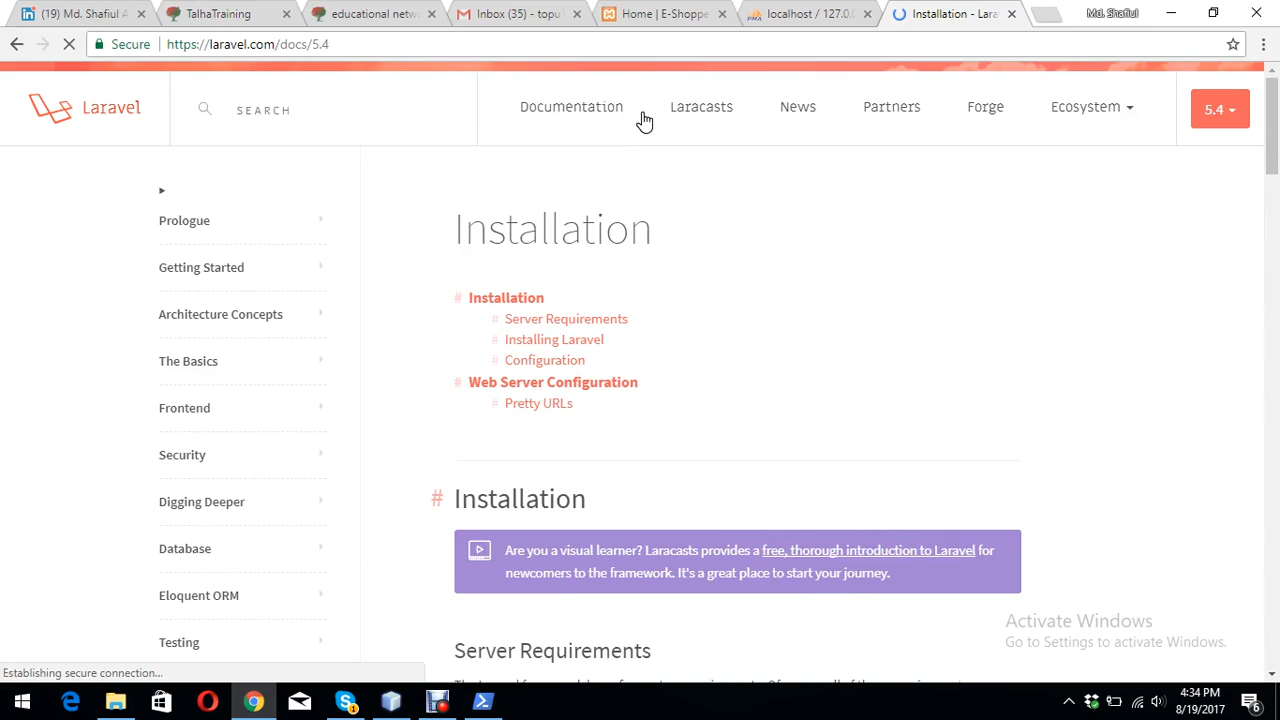 (19) Md. Shafiul A
TalhaTraining
educational netw
Inbox (35) - topu
Home | E-Shoppe
localhost / 127.0.
Installation - Lara
Md. Shafiul
Secure
https://laravel.com/docs/5.4
Laravel
SEARCH
Documentation
Laracasts
News
Partners
Forge
Ecosystem
5.4
Prologue
Getting Started
Architecture Concepts
The Basics
Frontend
Security
Digging Deeper
Database
Eloquent ORM
Testing
Installation
# Installation
# Server Requirements
# Installing Laravel
# Configuration
# Web Server Configuration
# Pretty URLs
# Installation
Are you a visual learner? Laracasts provides a free, thorough introduction to Laravel for
newcomers to the framework. It's a great place to start your journey.
Server Requirements
Activate Windows
Go to Settings to activate Windows.
Establishing secure connection...
4:34 PM
8/19/2017
6